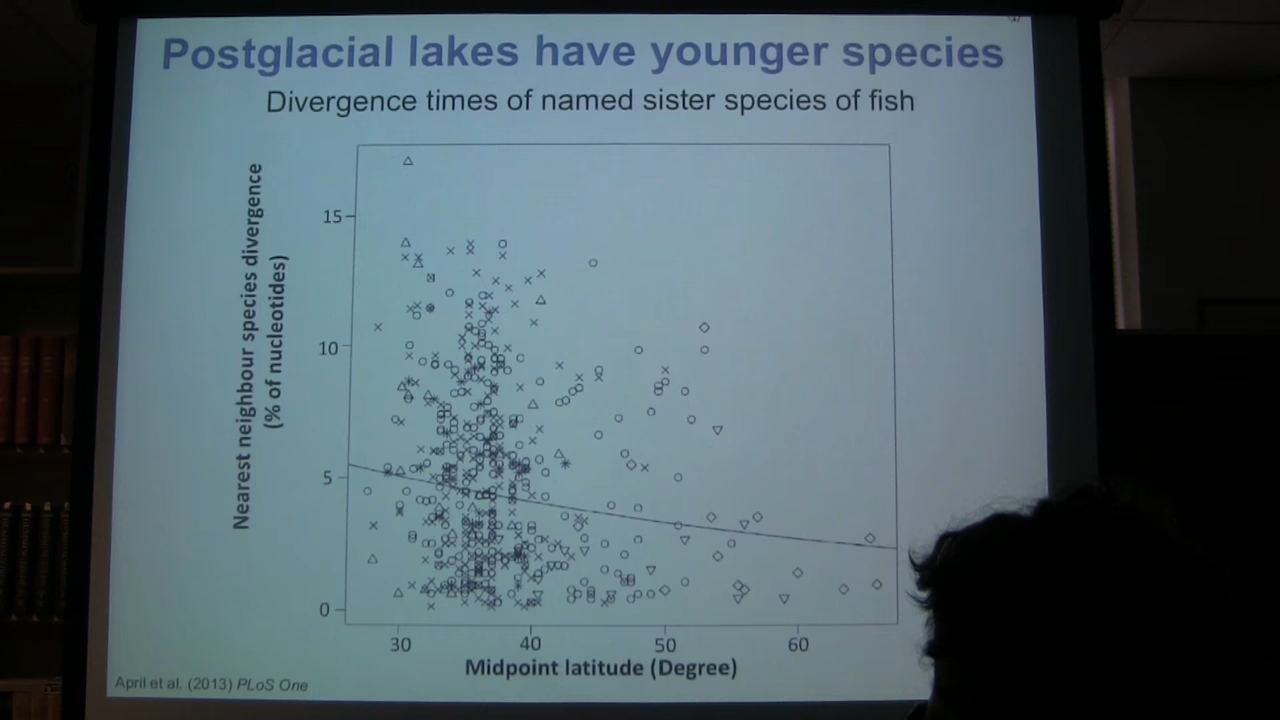 Postglacial lakes have younger species
Divergence times of named sister species of fish
Nearest neighbour species divergence
(% of nucleotides)
15
10
5
0
30 40 50 60
Midpoint latitude (Degree)
April et al. (2013) PLoS One